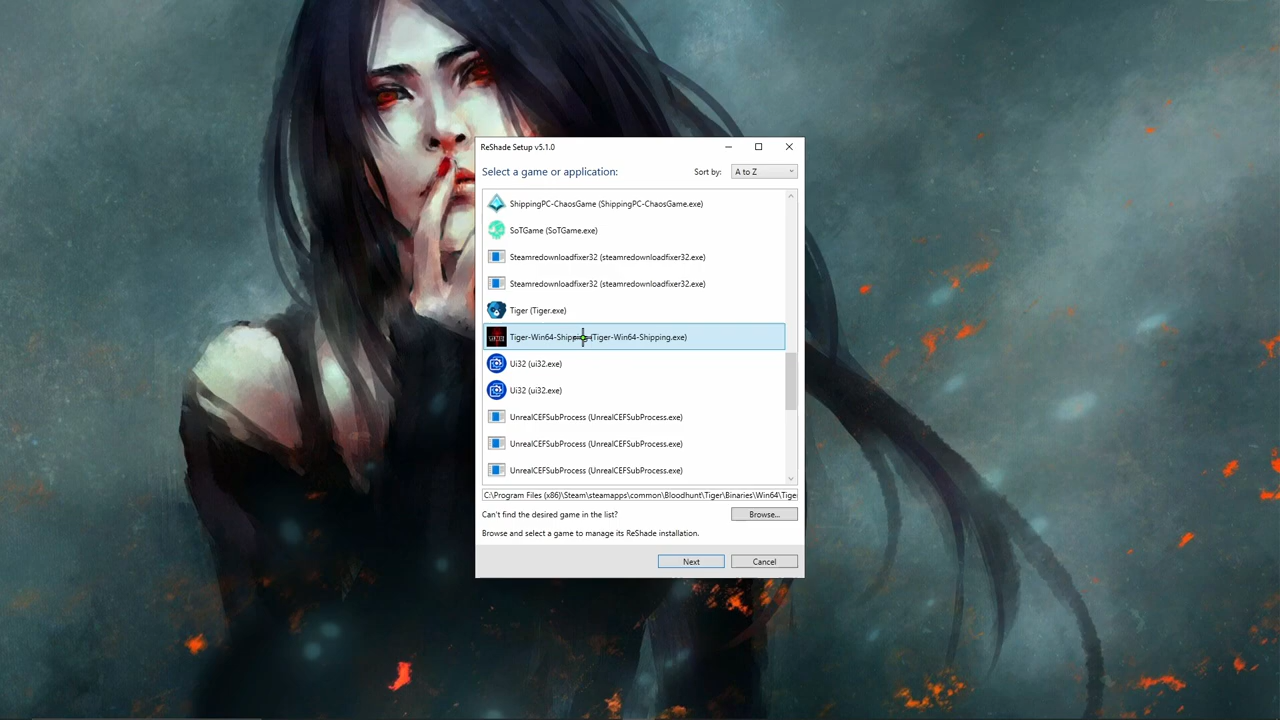 ReShade Setup v5.1.0
Select a game or application:
Sort by:
A to Z
ShippingPC-ChaosGame (ShippingPC-ChaosGame.exe)
SoTGame (SoTGame.exe)
Steamredownloadfixer32 (steamredownloadfixer32.exe)
Steamredownloadfixer32 (steamredownloadfixer32.exe)
Tiger (Tiger.exe)
Tiger-Win64-Shipping (Tiger-Win64-Shipping.exe)
Ui32 (ui32.exe)
Ui32 (ui32.exe)
UnrealCEFSubProcess (UnrealCEFSubProcess.exe)
UnrealCEFSubProcess (UnrealCEFSubProcess.exe)
UnrealCEFSubProcess (UnrealCEFSubProcess.exe)
C:\Program Files (x86)\Steam\steamapps\common\Bloodhunt\Tiger\Binaries\Win64\Tige
Can't find the desired game in the list?
Browse...
Browse and select a game to manage its ReShade installation.
Next
Cancel